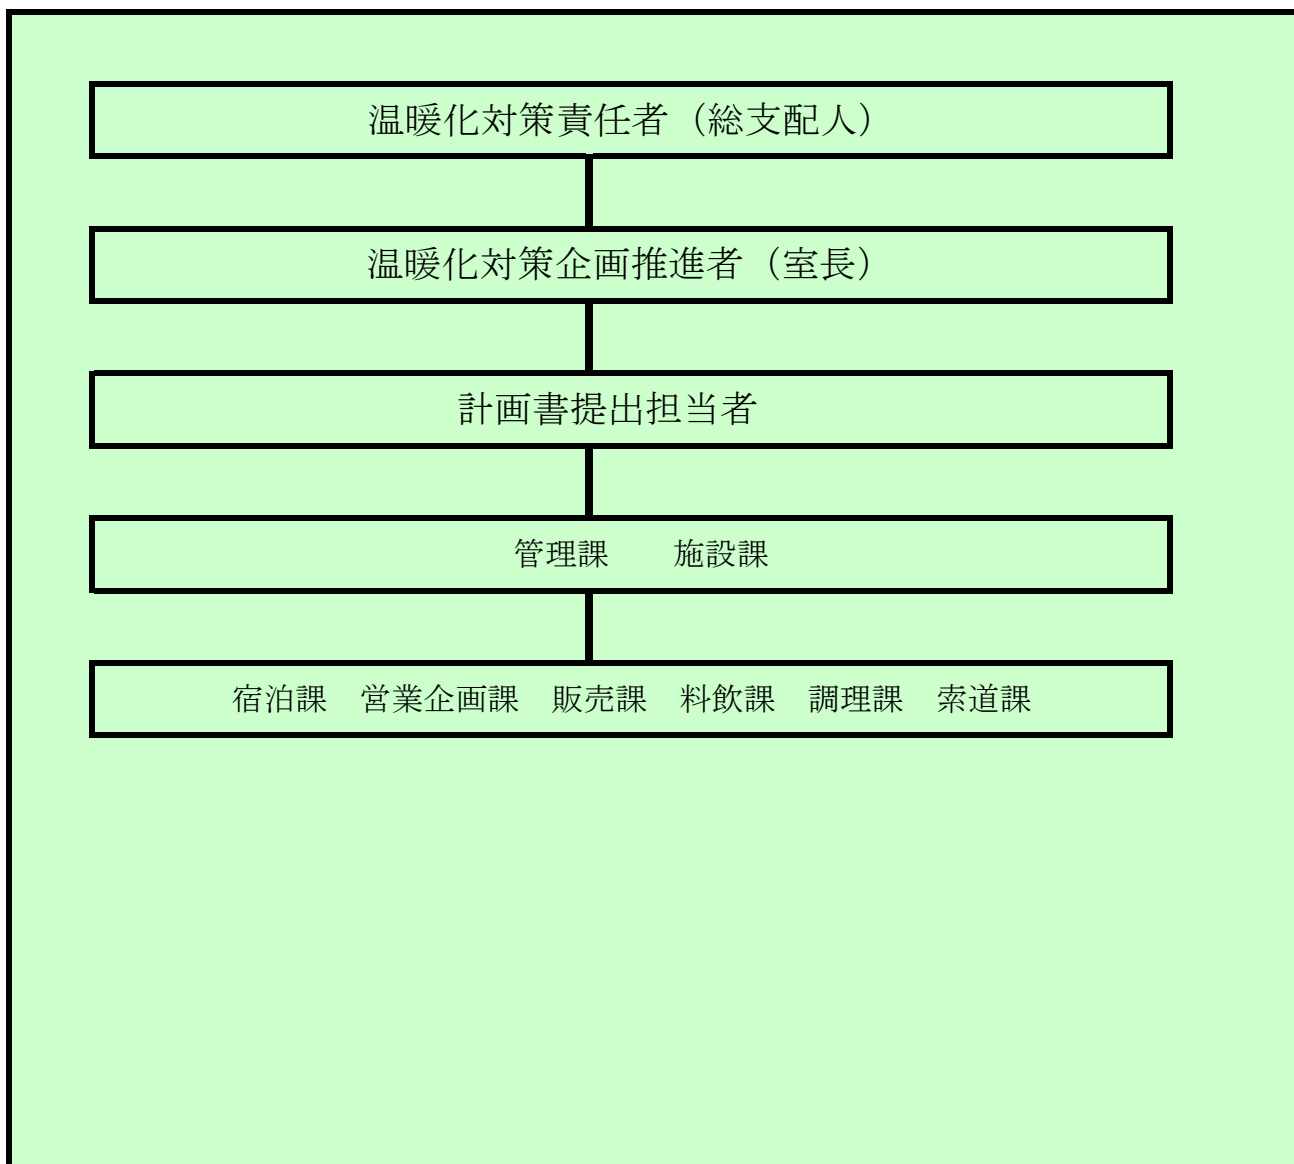 温暖化対策責任者（総支配人）
温暖化対策企画推進者（室長）
計画書提出担当者
管理課　　施設課
宿泊課　営業企画課　販売課　料飲課　調理課　索道課